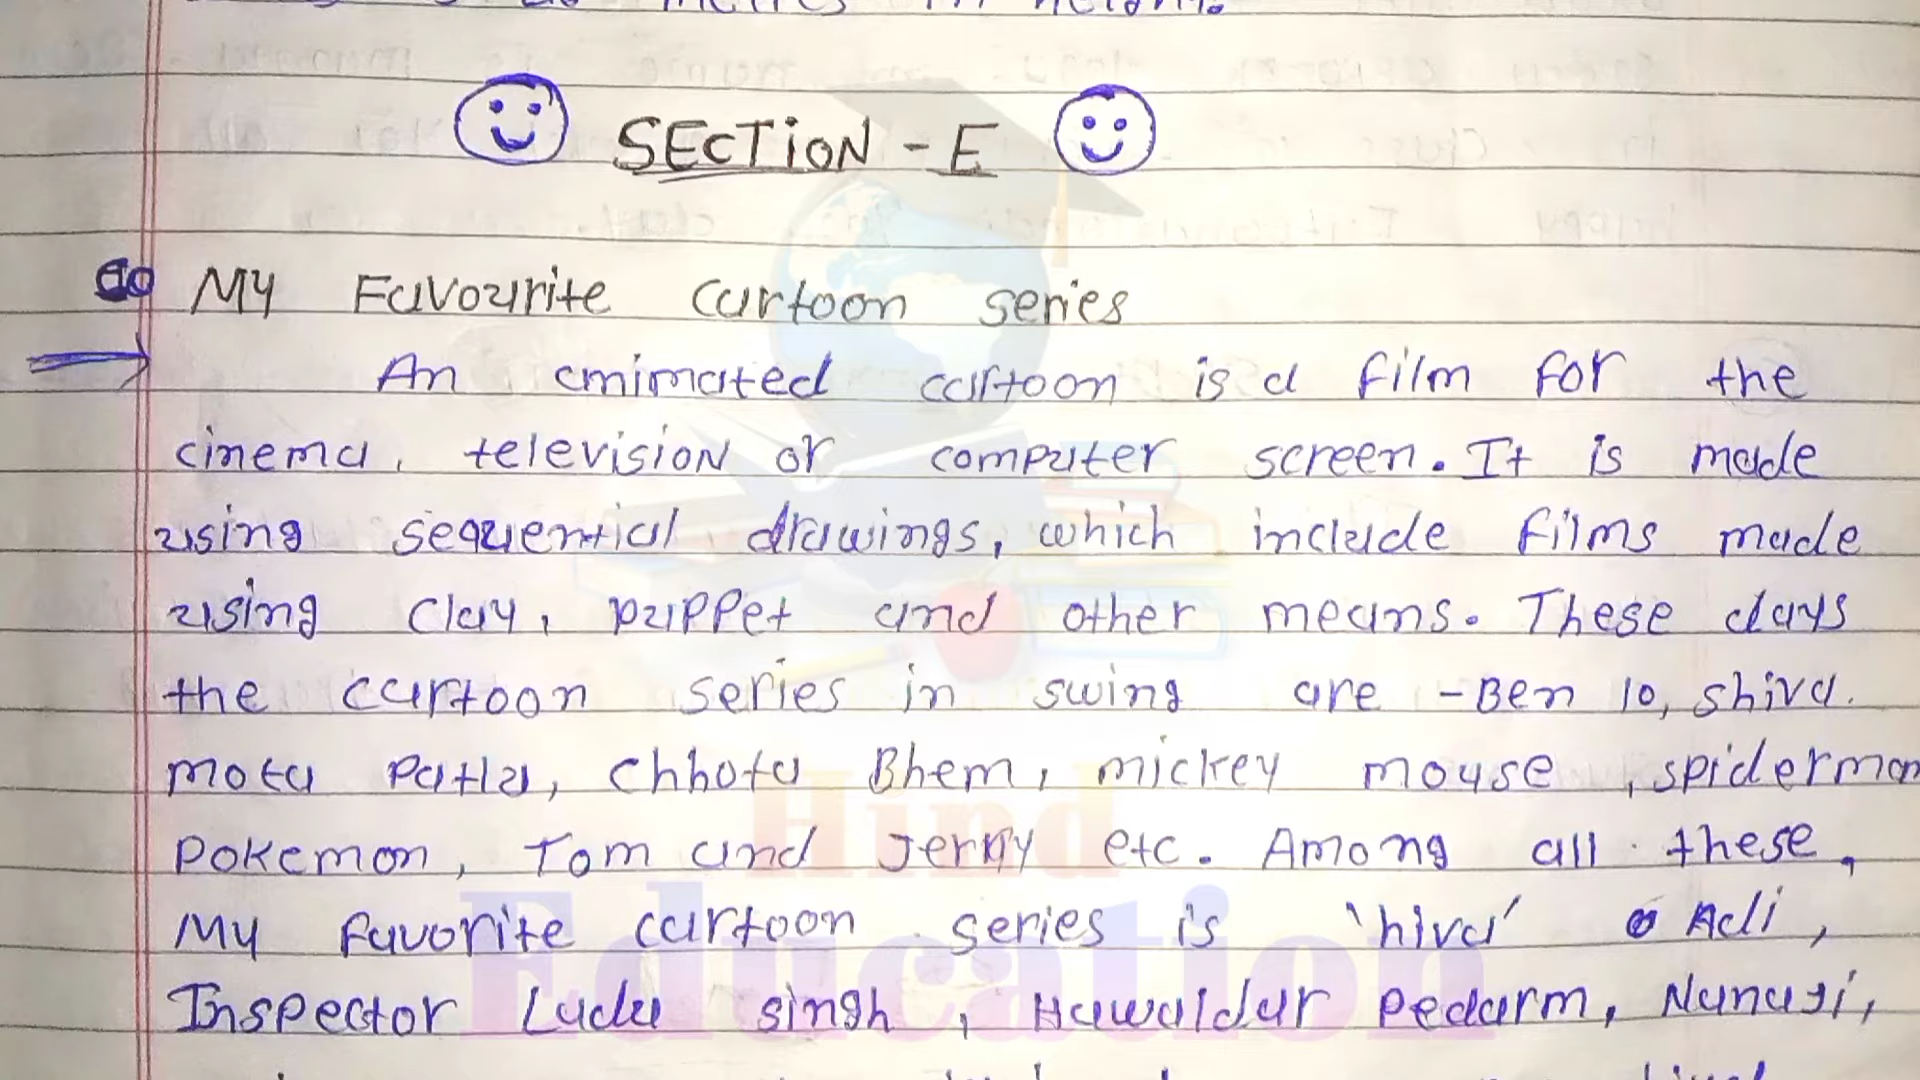 SECTION - E
My Favourite cartoon series
An animated cartoon is a film for the
cinema, television or computer screen. It is made
using sequential drawings, which include films made
using clay, puppet and other means. These days
the cartoon series in swing are - Ben 10, shiva.
motu Patlu, Chhota Bhem, mickey mouse, spiderman
Pokemon, Tom and Jerry etc. Among all these,
My favorite cartoon series is 'hiva' Adi,
Inspector Ladu singh, Hawaldar Pedarm,
Hind
Education